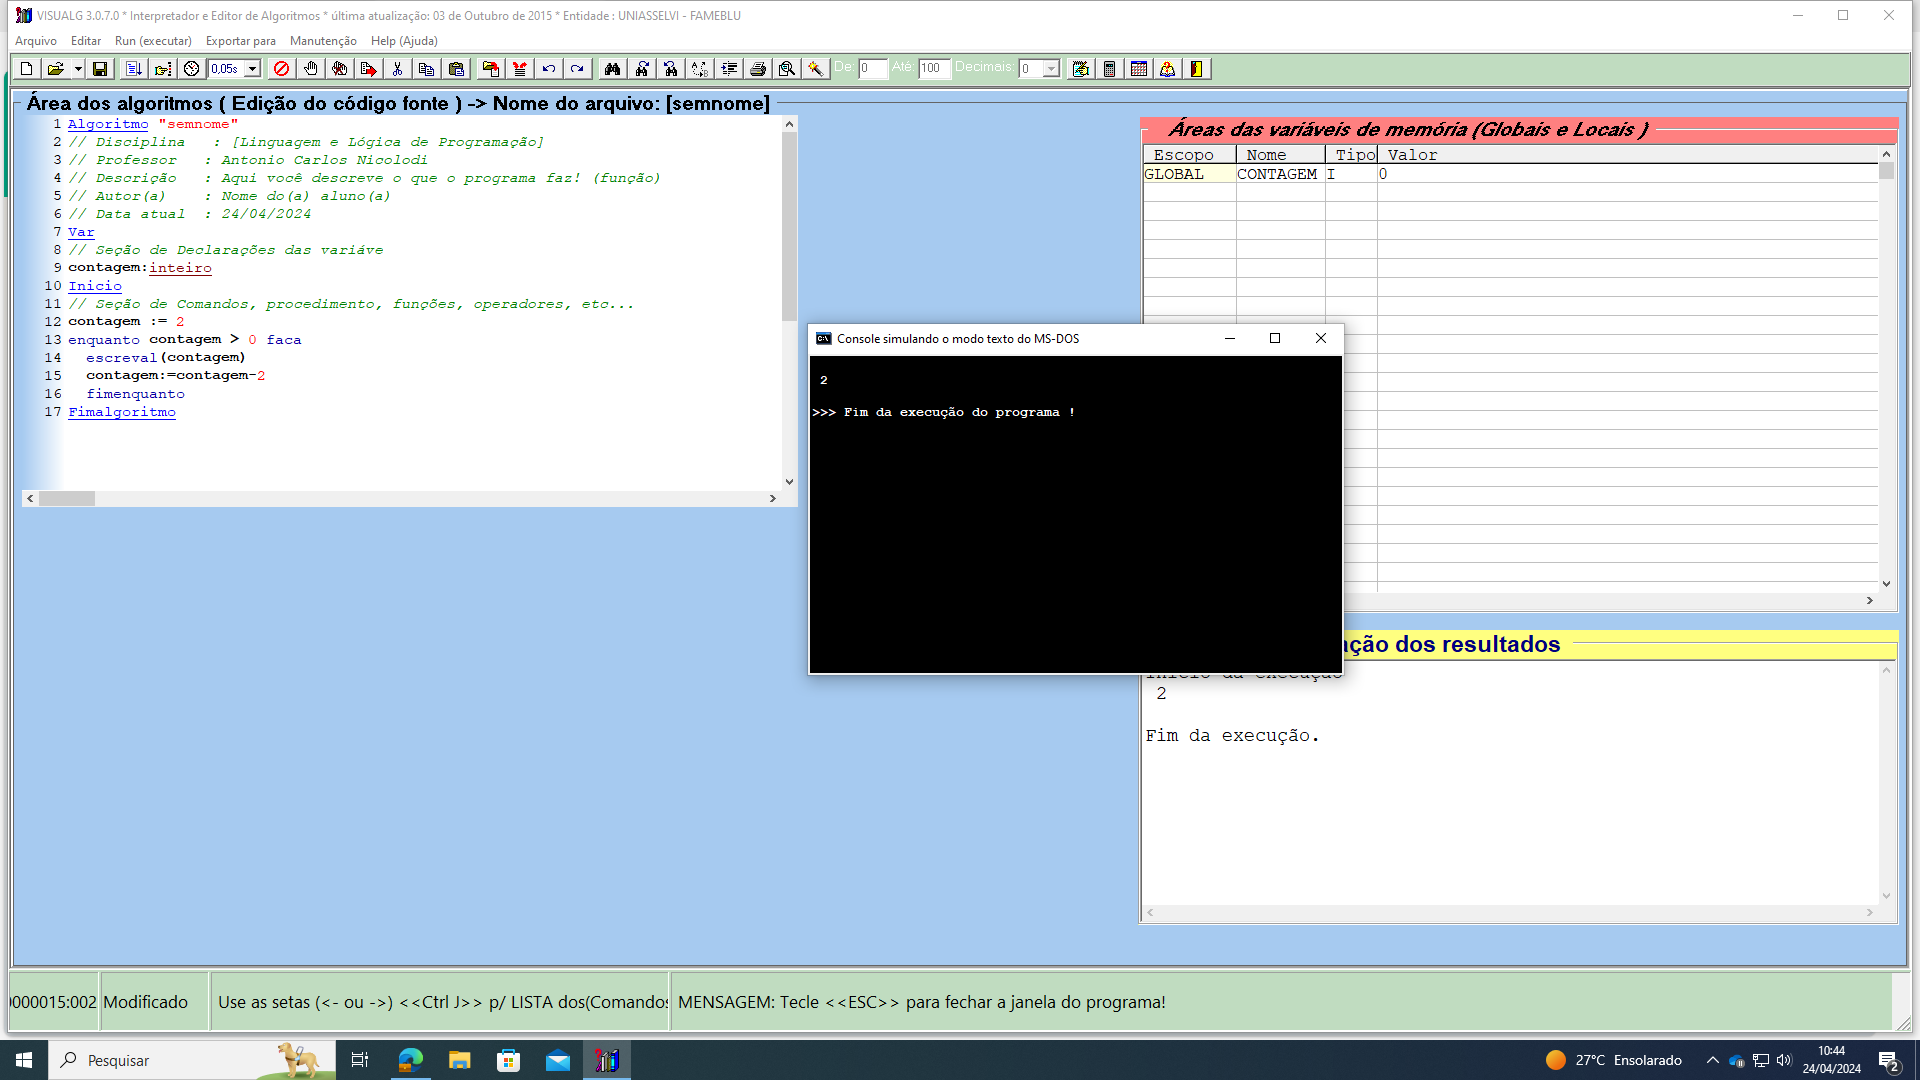 VISUALG 3.0.7.0 * Interpretador e Editor de Algoritmos * última atualização: 03 de Outubro de 2015 * Entidade : UNIASSELVI - FAMEBLU
Arquivo Editar Run (executar) Exportar para Manutenção Help (Ajuda)
0,05s De: 0 Até: 100 Decimais: 0
Área dos algoritmos ( Edição do código fonte ) -> Nome do arquivo: [semnome]
1 Algoritmo "semnome"
2 // Disciplina : [Linguagem e Lógica de Programação]
3 // Professor : Antonio Carlos Nicolodi
4 // Descrição : Aqui você descreve o que o programa faz! (função)
5 // Autor(a) : Nome do(a) aluno(a)
6 // Data atual : 24/04/2024
7 Var
8 // Seção de Declarações das variáve
9 contagem:inteiro
10 Inicio
11 // Seção de Comandos, procedimento, funções, operadores, etc...
12 contagem := 2
13 enquanto contagem > 0 faca
14 escreval(contagem)
15 contagem:=contagem-2
16 fimenquanto
17 Fimalgoritmo
Áreas das variáveis de memória (Globais e Locais )
Escopo Nome Tipo Valor
GLOBAL CONTAGEM I 0
Console simulando o modo texto do MS-DOS
2
>>> Fim da execução do programa !
ação dos resultados
Início da execução
2
Fim da execução.
000015:002 Modificado Use as setas (<- ou ->) <<Ctrl J>> p/ LISTA dos(Comandos MENSAGEM: Tecle <<ESC>> para fechar a janela do programa!
Pesquisar
27°C Ensolarado
10:44
24/04/2024
2